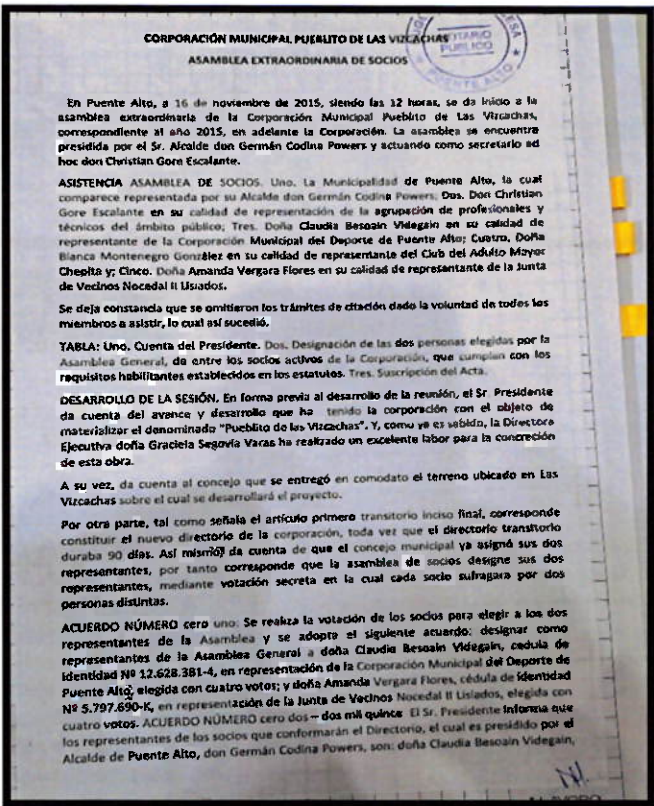 CORPORACIÓN MUNICIPAL PUEBLITO DE LAS VIZCACHAS
NOTARIO
PUBLICO
PUENTE ALTO
ASAMBLEA EXTRAORDINARIA DE SOCIOS
En Puente Alto, a 16 de noviembre de 2015, siendo las 12 horas, se da inicio a la
asamblea extraordinaria de la Corporación Municipal Pueblito de Las Vizcachas,
correspondiente al año 2015, en adelante la Corporación. La asamblea se encuentra
presidida por el Sr. Alcalde don Germán Codina Powers y actuando como secretario ad
hoc don Christian Gore Escalante.
ASISTENCIA ASAMBLEA DE SOCIOS. Uno. La Municipalidad de Puente Alto, la cual
comparece representada por su Alcalde don Germán Codina Powers. Dos. Don Christian
Gore Escalante en su calidad de representación de la agrupación de profesionales y
técnicos del ámbito público; Tres. Doña Claudia Besoain Videgain en su calidad de
representante de la Corporación Municipal del Deporte de Puente Alto; Cuatro. Doña
Blanca Montenegro González en su calidad de representante del Club del Adulto Mayor
Chepita y; Cinco. Doña Amanda Vergara Flores en su calidad de representante de la Junta
de Vecinos Nocedal II Usiados.
Se deja constancia que se omitieron los trámites de citación dado la voluntad de todos los
miembros a asistir, lo cual así sucedió.
TABLA: Uno. Cuenta del Presidente. Dos. Designación de las dos personas elegidas por la
Asamblea General, de entre los socios activos de la Corporación, que cumplan con los
requisitos habilitantes establecidos en los estatutos. Tres. Suscripción del Acta.
DESARROLLO DE LA SESIÓN. En forma previa al desarrollo de la reunión, el Sr Presidente
da cuenta del avance y desarrollo que ha tenido la corporación con el objeto de
materializar el denominado "Pueblito de las Vizcachas". Y, como ya es sabido, la Directora
Ejecutiva doña Graciela Segovia Varas ha realizado un excelente labor para la concreción
de esta obra.
A su vez, da cuenta al concejo que se entregó en comodato el terreno ubicado en Las
Vizcachas sobre el cual se desarrollará el proyecto.
Por otra parte, tal como señala el artículo primero transitorio inciso final, corresponde
constituir el nuevo directorio de la corporación, toda vez que el directorio transitorio
duraba 90 días. Así mismo, da cuenta de que el concejo municipal ya asignó sus dos
representantes, por tanto corresponde que la asamblea de socios designe sus dos
representantes, mediante votación secreta en la cual cada socio sufragara por dos
personas distintas.
ACUERDO NÚMERO cero uno: Se realiza la votación de los socios para elegir a los dos
representantes de la Asamblea y se adopta el siguiente acuerdo: designar como
representantes de la Asamblea General a doña Claudia Besoain Videgain, cedula de
identidad Nº 12.628.381-4, en representación de la Corporación Municipal del Deporte de
Puente Alto, elegida con cuatro votos; y doña Amanda Vergara Flores, cédula de identidad
Nº 5.797.690-K, en representación de la Junta de Vecinos Nocedal II Lislados, elegida con
cuatro votos. ACUERDO NÚMERO cero dos – dos mil quince El Sr. Presidente informa que
los representantes de los socios que conformarán el Directorio, el cual es presidido por el
Alcalde de Puente Alto, don Germán Codina Powers, son: doña Claudia Besoain Videgain,